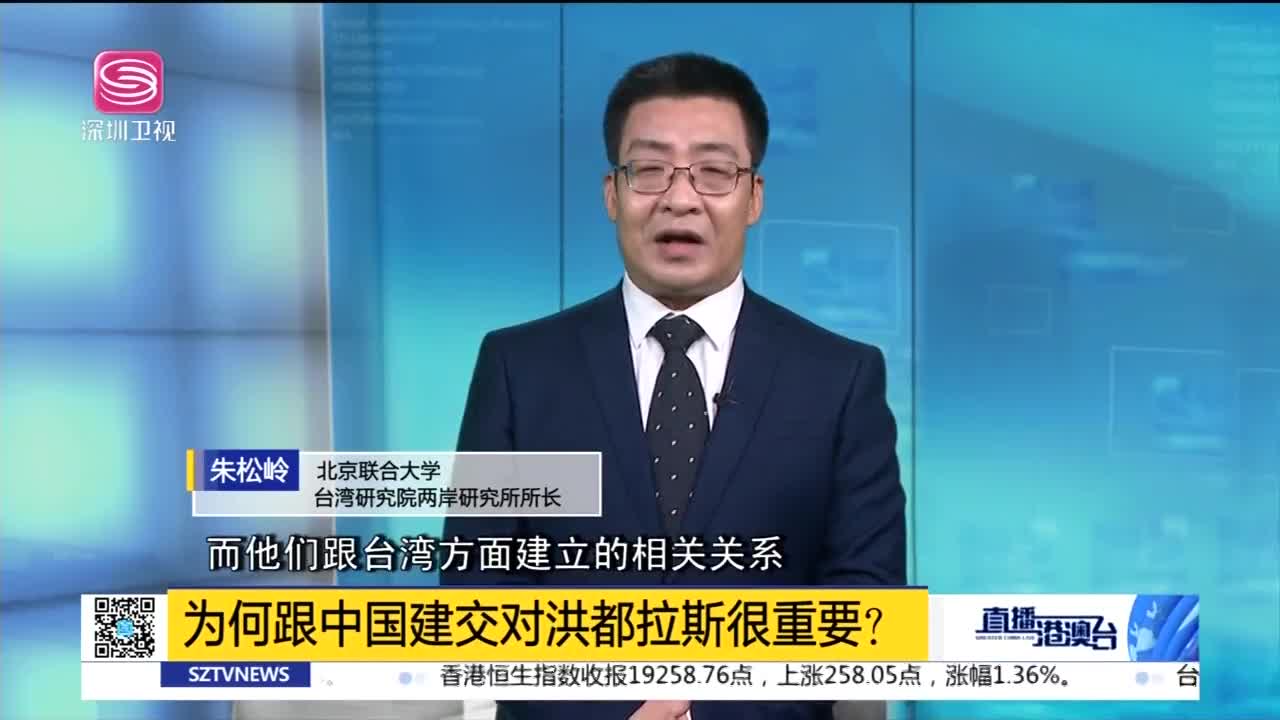 深圳卫视
朱松岭
北京联合大学
台湾研究院两岸研究所所长
而他们跟台湾方面建立的相关关系
为何跟中国建交对洪都拉斯很重要?
直播港澳台
SZTVNEWS
香港恒生指数收报19258.76点,上涨258.05点,涨幅1.36%。
台